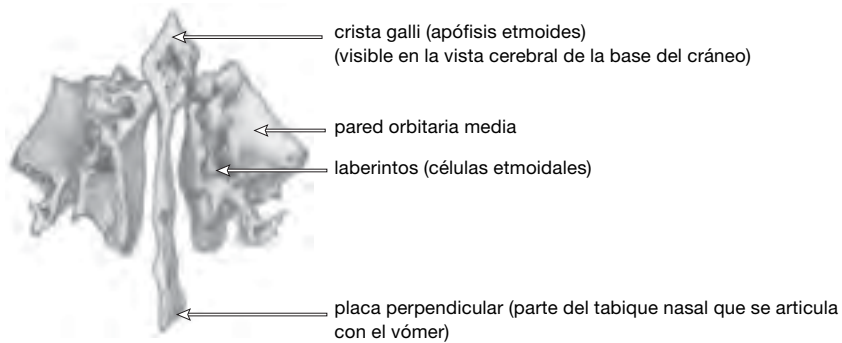 crista galli (apófisis etmoides)
(visible en la vista cerebral de la base del cráneo)
pared orbitaria media
laberintos (células etmoidales)
placa perpendicular (parte del tabique nasal que se articula
con el vómer)